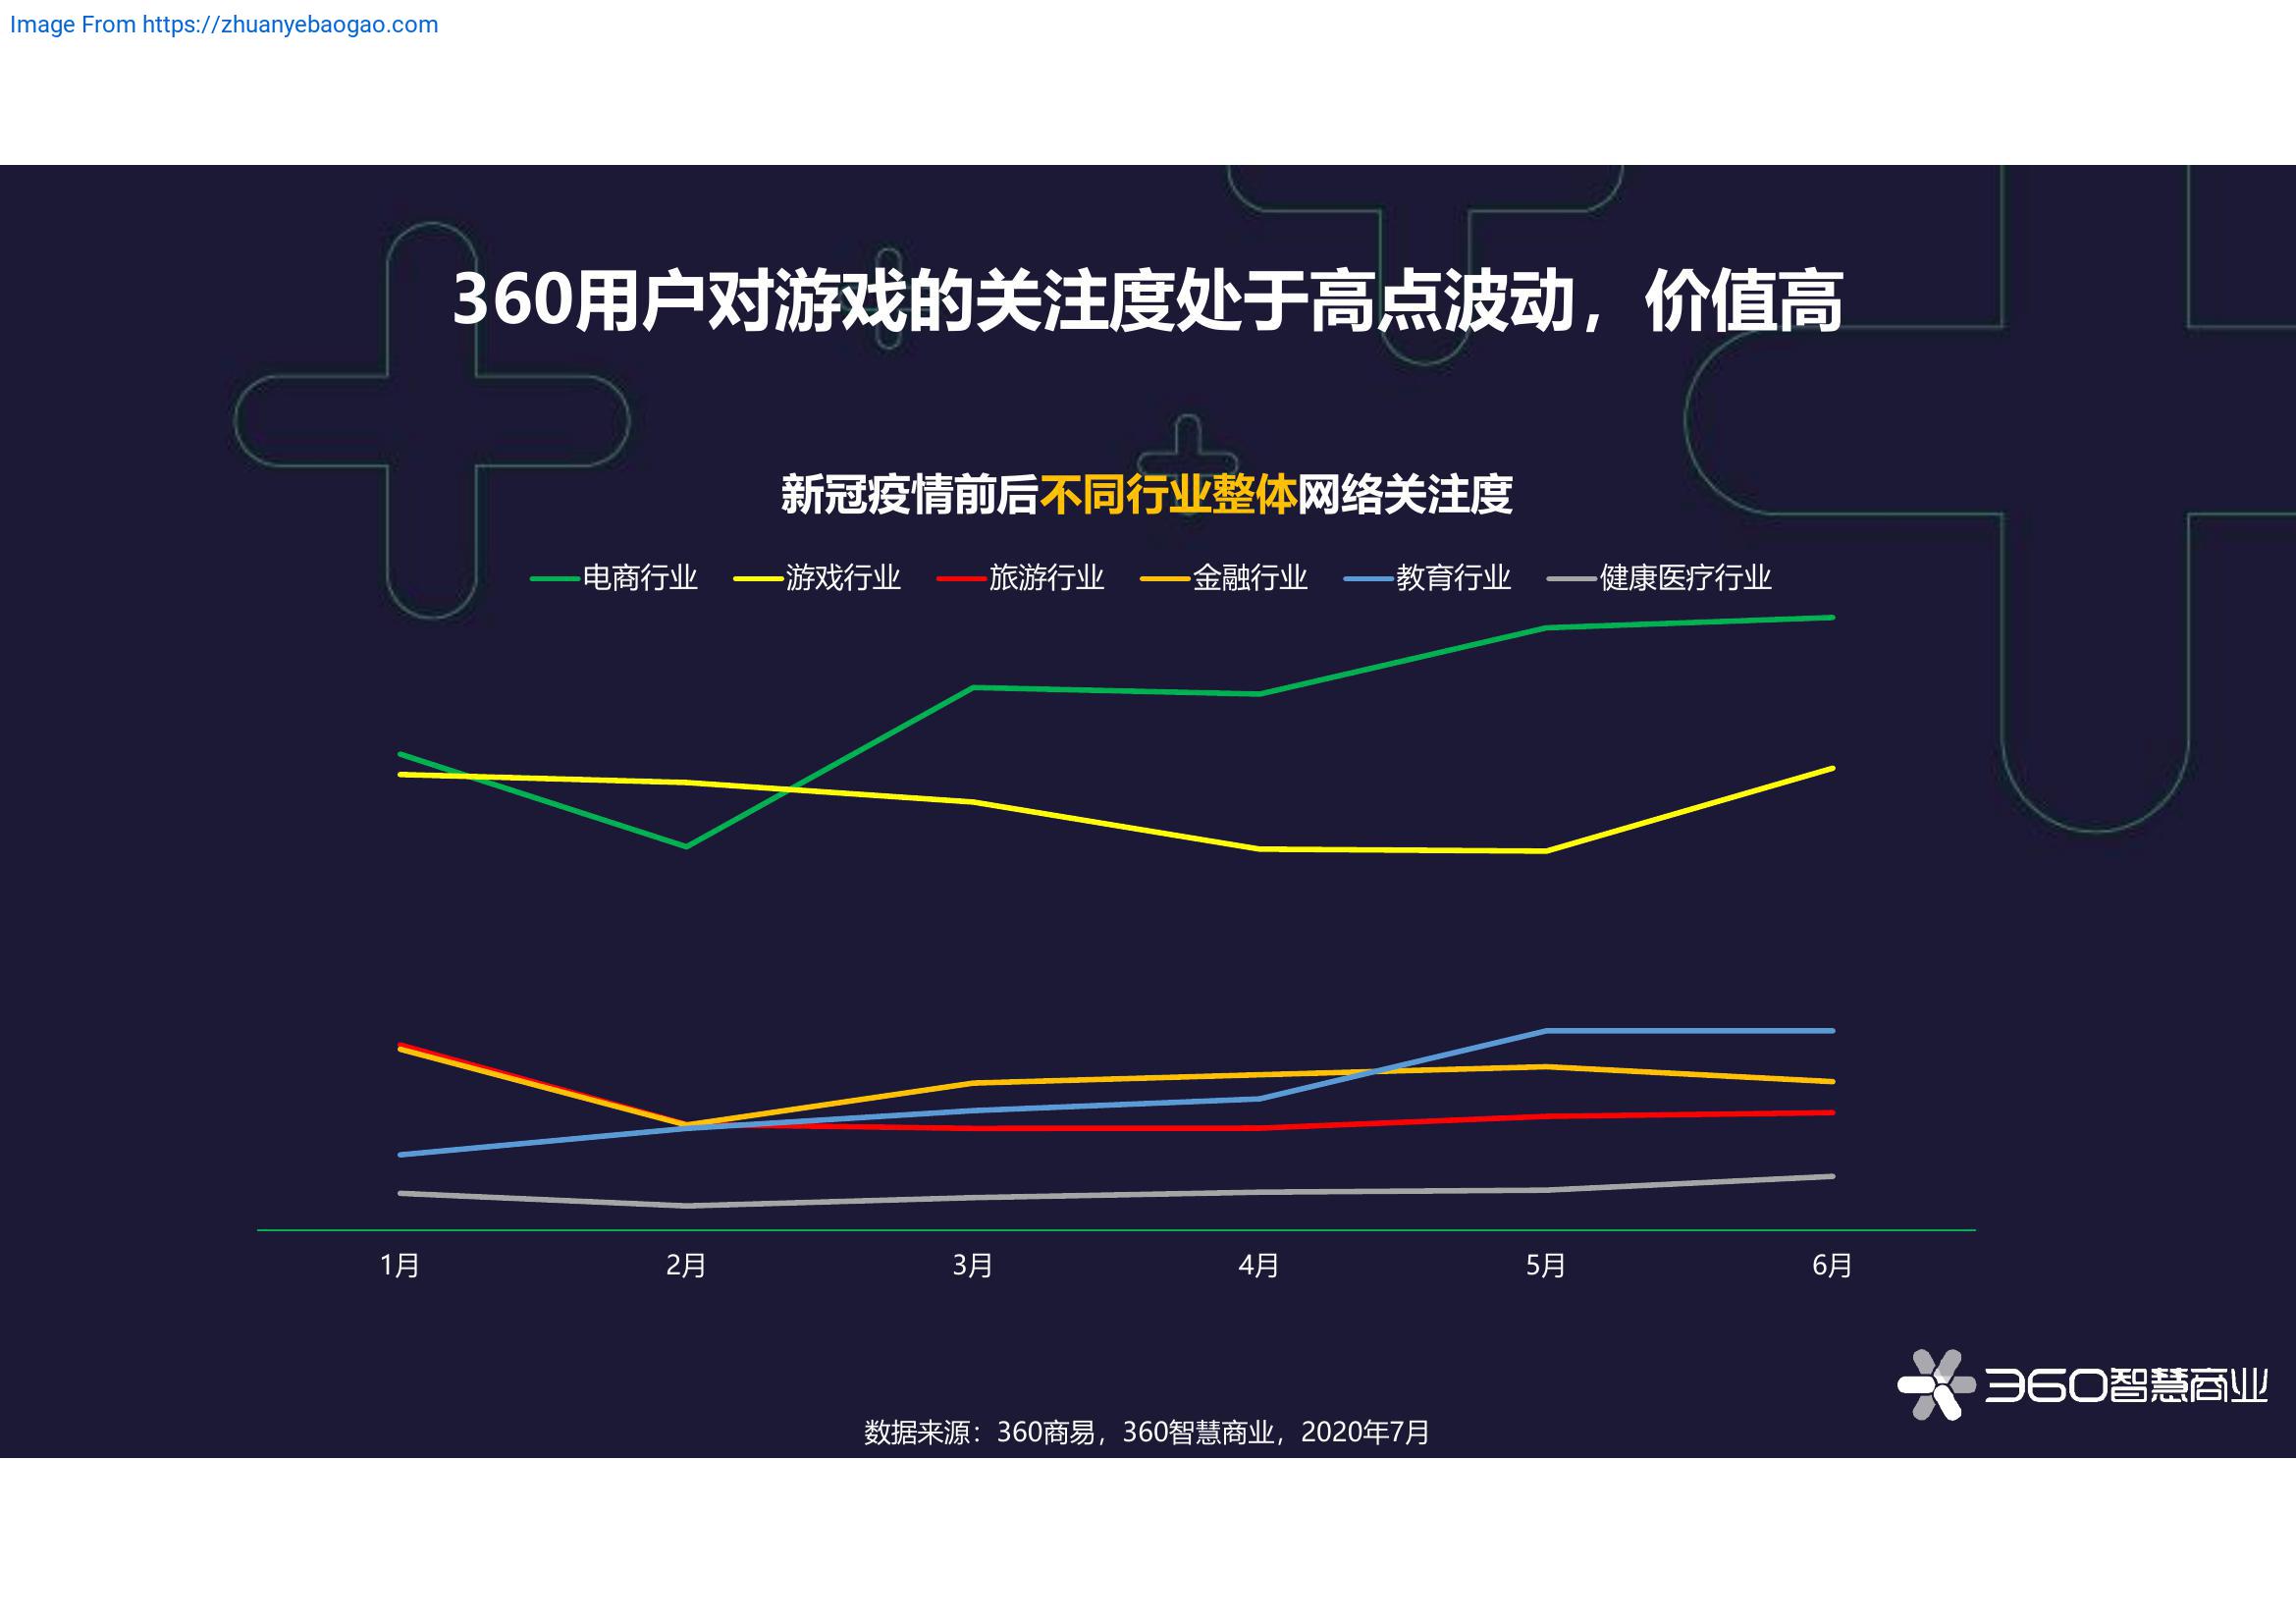 Image From https://zhuanyebaogao.com
360用户对游戏的关注度处于高点波动，价值高
新冠疫情前后不同行业整体网络关注度
电商行业 游戏行业 旅游行业 金融行业 教育行业 健康医疗行业
1月 2月 3月 4月 5月 6月
360智慧商业
数据来源：360商易，360智慧商业，2020年7月